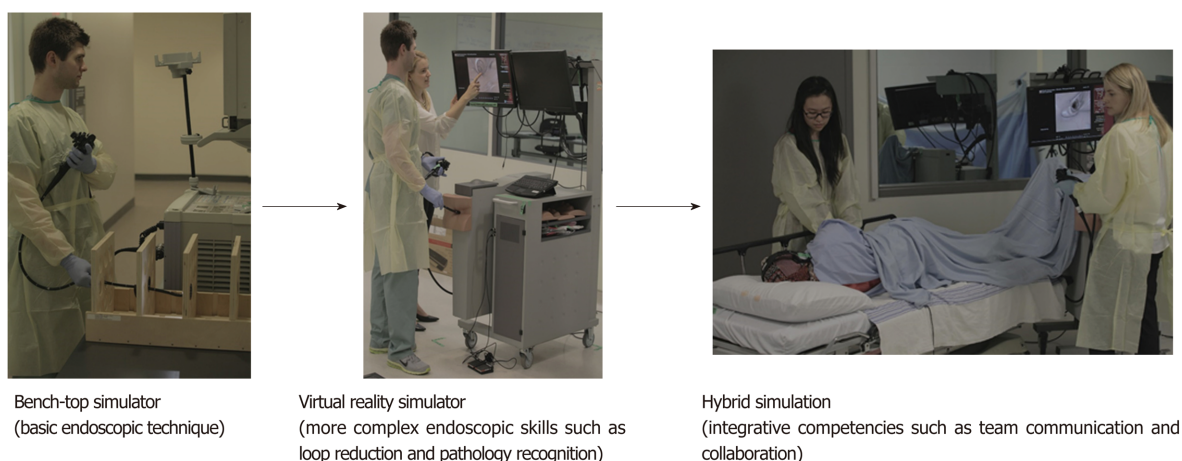 Bench-top simulator
(basic endoscopic technique)
Virtual reality simulator
(more complex endoscopic skills such as
loop reduction and pathology recognition)
Hybrid simulation
(integrative competencies such as team communication and
collaboration)